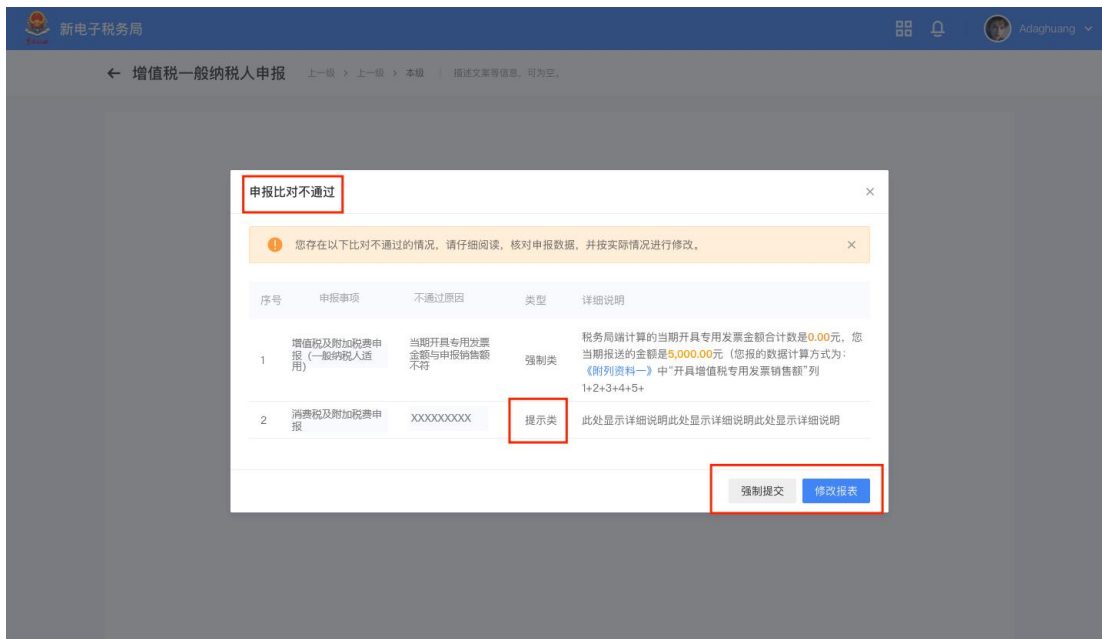 新电子税务局
Adaghuang
增值税一般纳税人申报 上一级 > 上一级 > 本级 | 描述文案等信息，可为空。
申报比对不通过
您存在以下比对不通过的情况，请仔细阅读，核对申报数据，并按实际情况进行修改。
序号 申报事项 不通过原因 类型 详细说明
1
增值税及附加税费申
报（一般纳税人适
用）
当期开具专用发票
金额与申报销售额
不符
强制类
税务局端计算的当期开具专用发票金额合计数是0.00元，您
当期报送的金额是5,000.00元（您报的数据计算方式为：
《附列资料一》中“开具增值税专用发票销售额”列
1+2+3+4+5+
2
消费税及附加税费申
报
XXXXXXXXX
提示类
此处显示详细说明此处显示详细说明此处显示详细说明
强制提交 修改报表